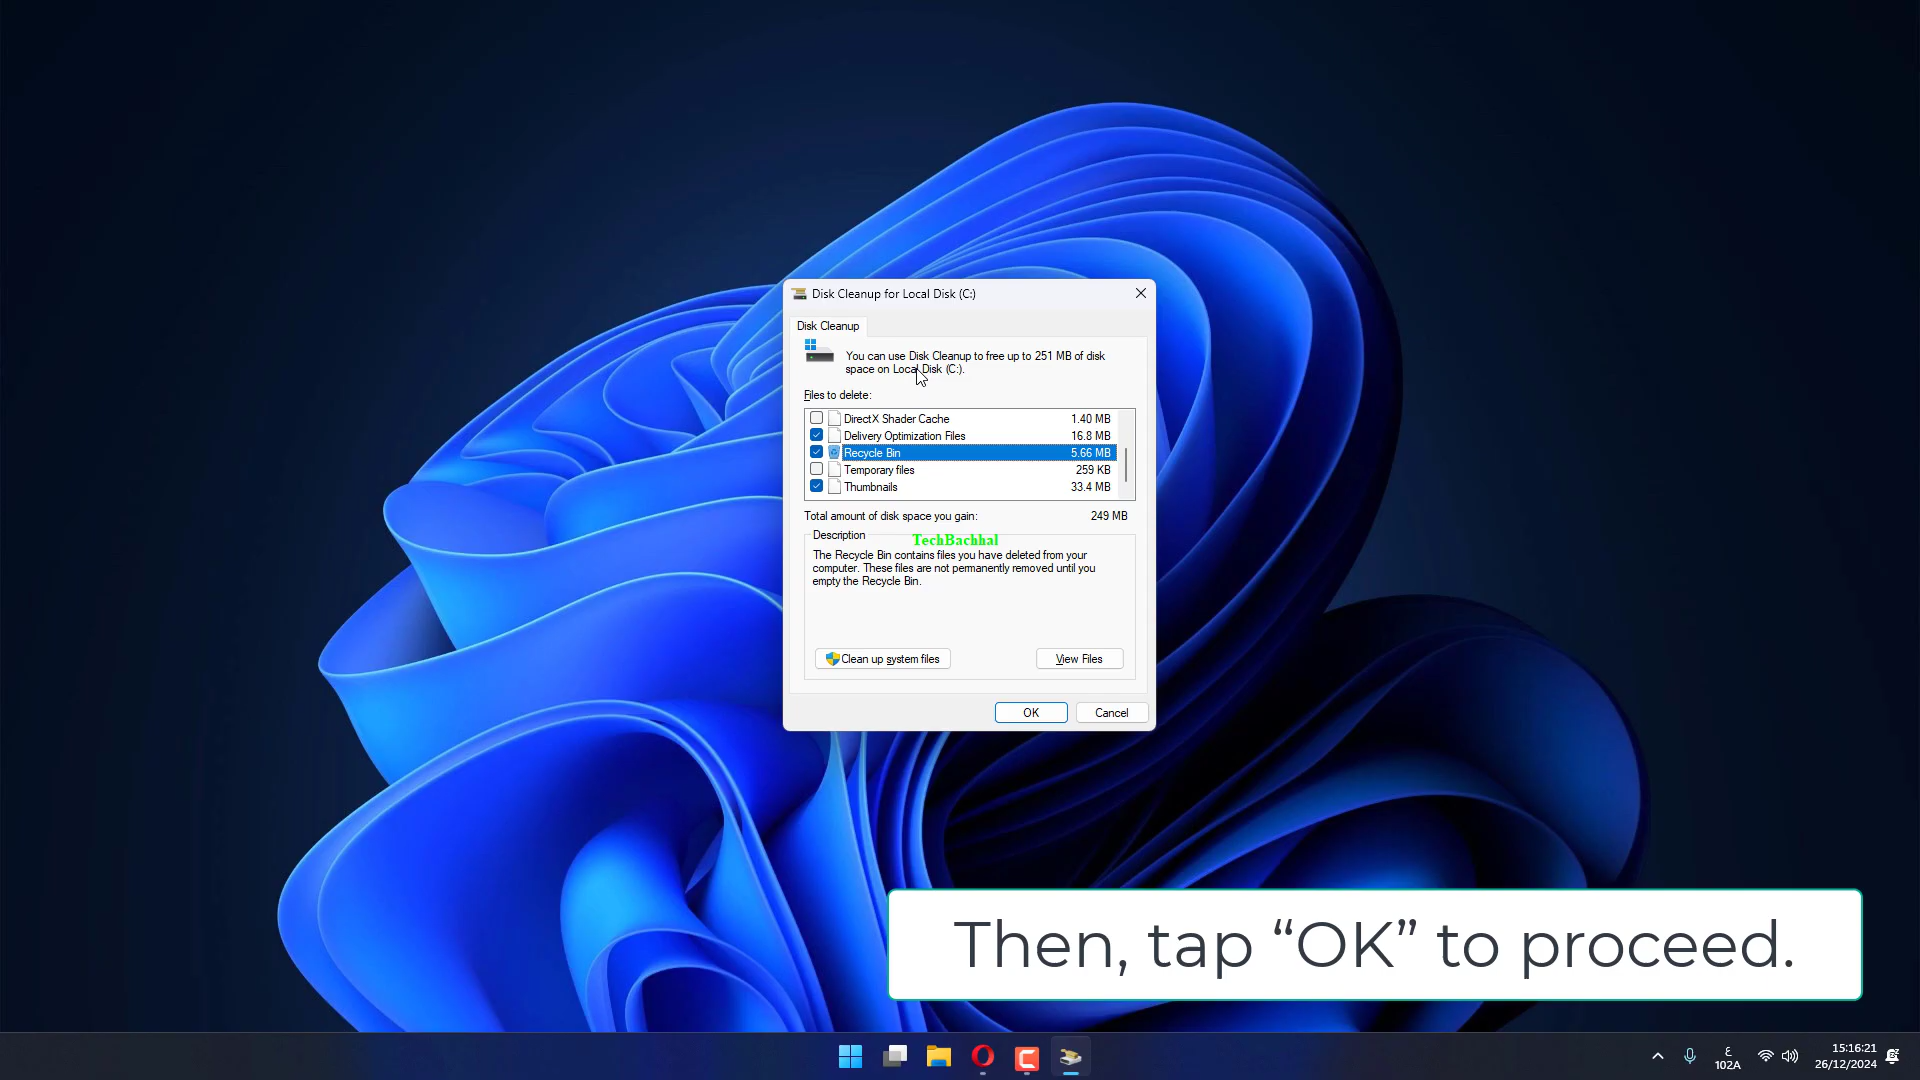 Disk Cleanup for Local Disk (C:)
Disk Cleanup
You can use Disk Cleanup to free up to 251 MB of disk
space on Local Disk (C:).
Files to delete:
DirectX Shader Cache 1.40 MB
Delivery Optimization Files 16.8 MB
Recycle Bin 5.66 MB
Temporary files 259 KB
Thumbnails 33.4 MB
Total amount of disk space you gain: 249 MB
Description
TechBachhal
The Recycle Bin contains files you have deleted from your
computer. These files are not permanently removed until you
empty the Recycle Bin.
Clean up system files
View Files
OK
Cancel
Then, tap “OK” to proceed.
ع
102A
15:16:21
26/12/2024